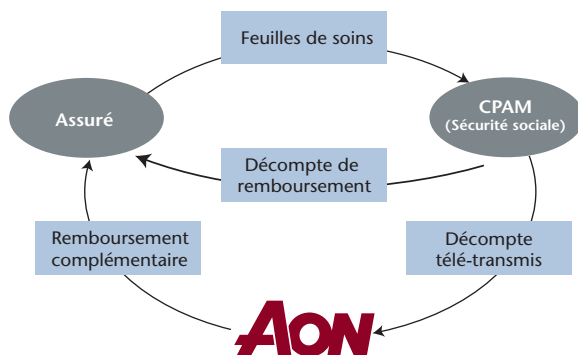 Feuilles de soins
Assuré
CPAM
(Sécurité sociale)
Décompte de
remboursement
Remboursement
complémentaire
Décompte
télé-transmis
AON